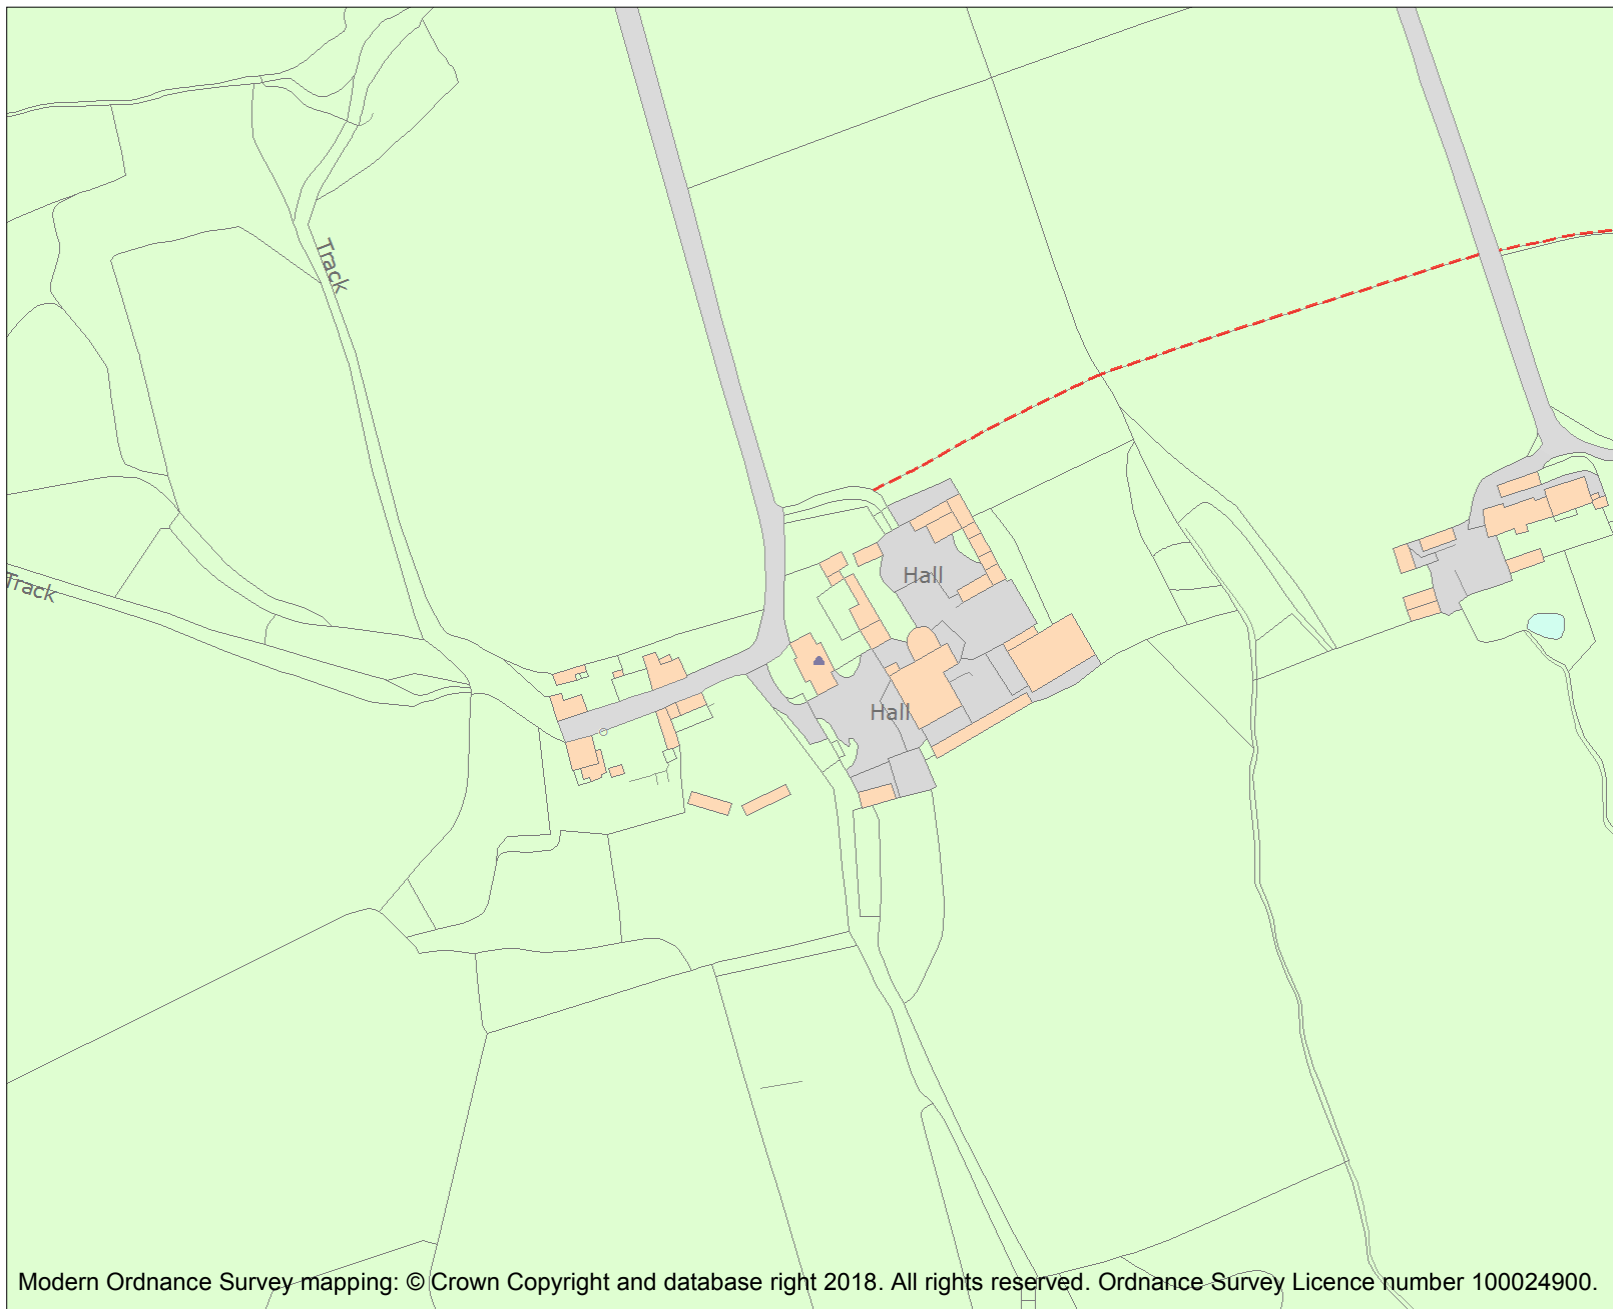 Track
Hall
Track
Hall
Modern Ordnance Survey mapping: © Crown Copyright and database right 2018. All rights reserved. Ordnance Survey Licence number 100024900.